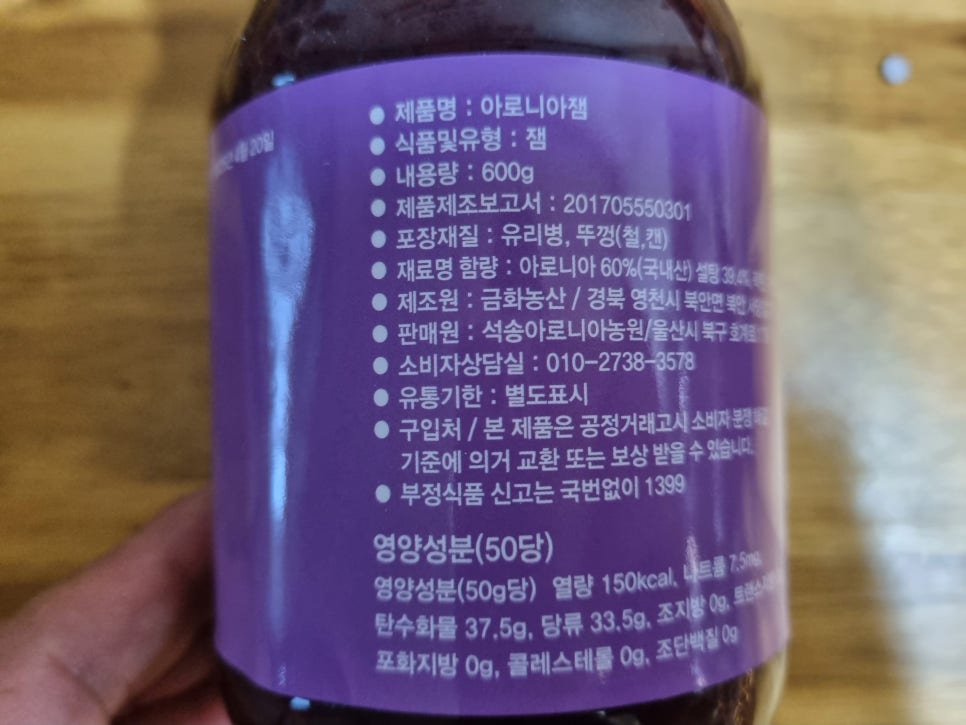 4월 20일
● 제품명 : 아로니아잼
● 식품및유형 : 잼
● 내용량 : 600g
● 제품제조보고서 : 201705550301
● 포장재질 : 유리병, 뚜껑(철,캔)
● 재료명 함량 : 아로니아 60%(국내산) 설탕 39.4%,
● 제조원 : 금화농산 / 경북 영천시 북안면 북안
● 판매원 : 석송아로니아농원/울산시 북구 호계로
● 소비자상담실 : 010-2738-3578
● 유통기한 : 별도표시
● 구입처 / 본 제품은 공정거래고시 소비자 분쟁
기준에 의거 교환 또는 보상 받을 수 있습니다.
● 부정식품 신고는 국번없이 1399
영양성분(50당)
영양성분(50g당) 열량 150kcal, 나트륨 7.5mg,
탄수화물 37.5g, 당류 33.5g, 조지방 0g,
포화지방 0g, 콜레스테롤 0g, 조단백질 0g